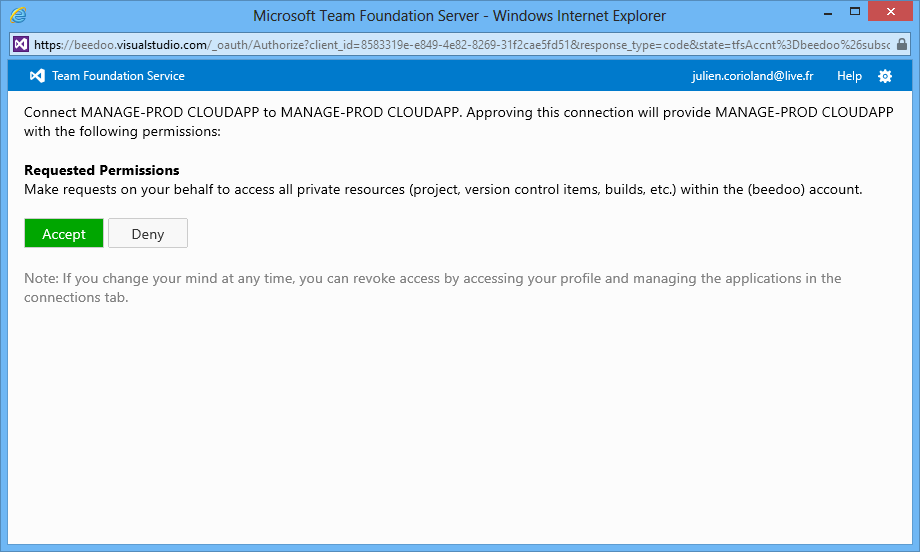 Microsoft Team Foundation Server - Windows Internet Explorer
https://beedoo.visualstudio.com/_oauth/Authorize?client_id=8583319e-e849-4e82-8269-31f2cae5fd51&response_type=code&state=tfsAccnt%3Dbeedoo%26subsc
Team Foundation Service
julien.corioland@live.fr Help
Connect MANAGE-PROD CLOUDAPP to MANAGE-PROD CLOUDAPP. Approving this connection will provide MANAGE-PROD CLOUDAPP
with the following permissions:
Requested Permissions
Make requests on your behalf to access all private resources (project, version control items, builds, etc.) within the (beedoo) account.
Accept Deny
Note: If you change your mind at any time, you can revoke access by accessing your profile and managing the applications in the
connections tab.